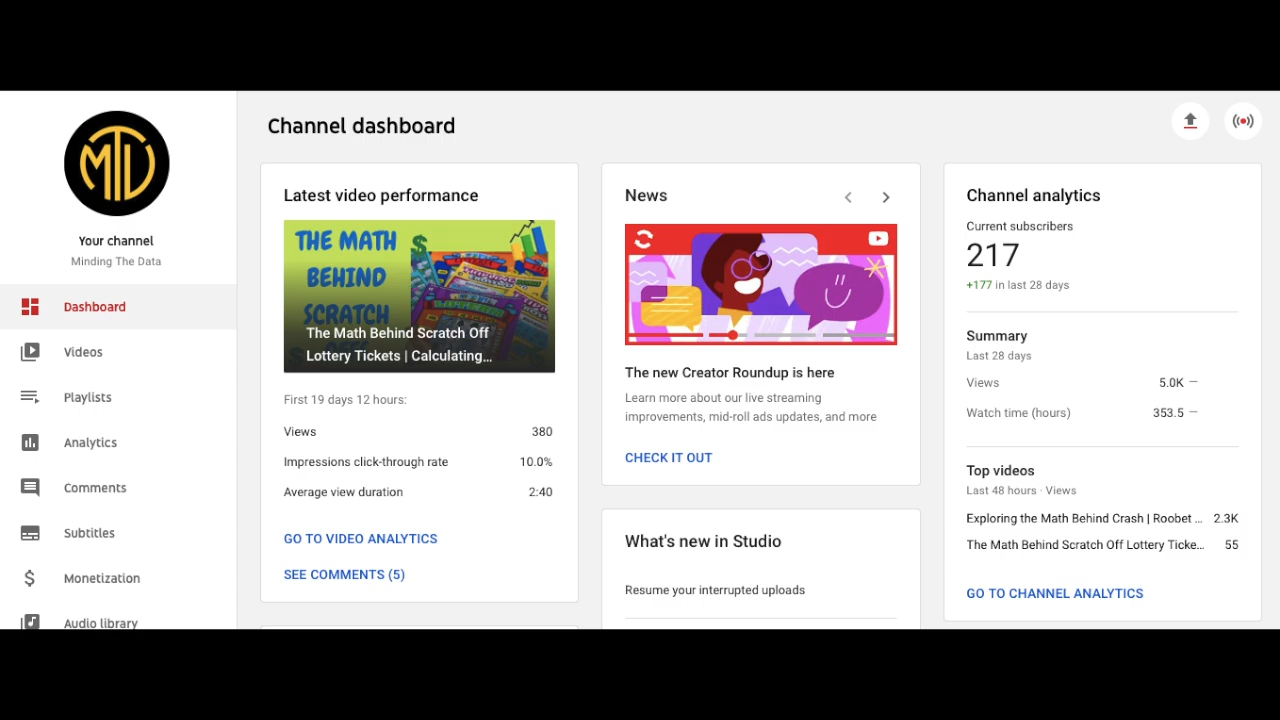 MTD
Your channel
Minding The Data
Dashboard
Videos
Playlists
Analytics
Comments
Subtitles
Monetization
Audio library
Channel dashboard
Latest video performance
THE MATH
BEHIND
SCRATCH
The Math Behind Scratch Off
Lottery Tickets | Calculating...
First 19 days 12 hours:
Views 380
Impressions click-through rate 10.0%
Average view duration 2:40
GO TO VIDEO ANALYTICS
SEE COMMENTS (5)
News
The new Creator Roundup is here
Learn more about our live streaming
improvements, mid-roll ads updates, and more
CHECK IT OUT
What's new in Studio
Resume your interrupted uploads
Channel analytics
Current subscribers
217
+177 in last 28 days
Summary
Last 28 days
Views 5.0K —
Watch time (hours) 353.5 —
Top videos
Last 48 hours · Views
Exploring the Math Behind Crash | Roobet ... 2.3K
The Math Behind Scratch Off Lottery Ticke... 55
GO TO CHANNEL ANALYTICS